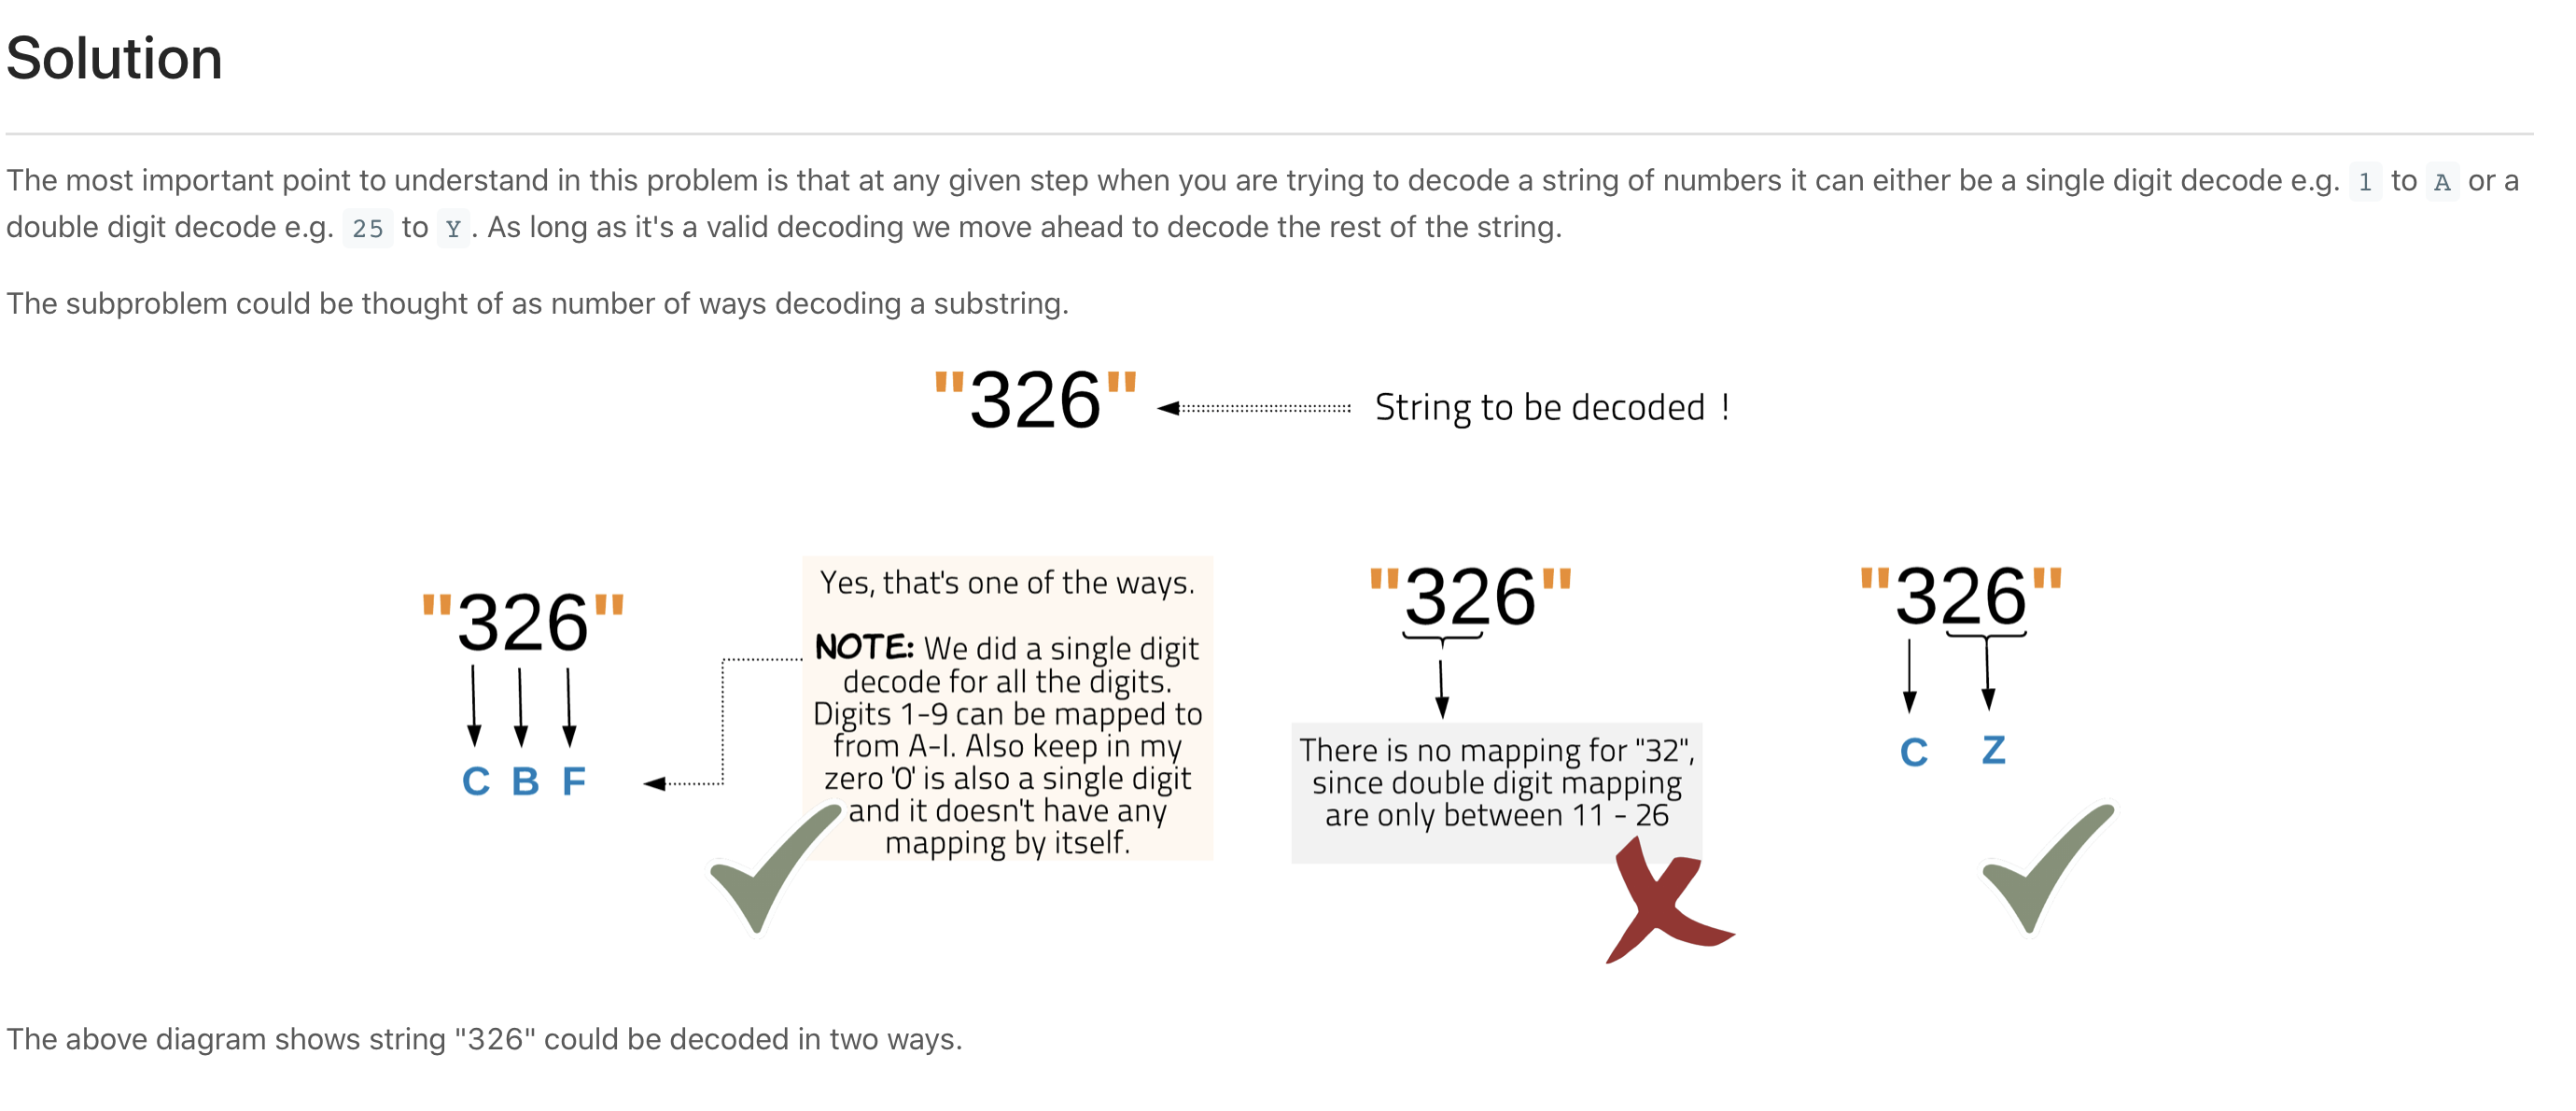 Solution
The most important point to understand in this problem is that at any given step when you are trying to decode a string of numbers it can either be a single digit decode e.g. 1 to A or a
double digit decode e.g. 25 to Y. As long as it's a valid decoding we move ahead to decode the rest of the string.
The subproblem could be thought of as number of ways decoding a substring.
"326"
String to be decoded !
"326"
C B F
Yes, that's one of the ways.
NOTE: We did a single digit
decode for all the digits.
Digits 1-9 can be mapped to
from A-I. Also keep in my
zero '0' is also a single digit
and it doesn't have any
mapping by itself.
"326"
There is no mapping for "32",
since double digit mapping
are only between 11 - 26
"326"
C Z
The above diagram shows string "326" could be decoded in two ways.